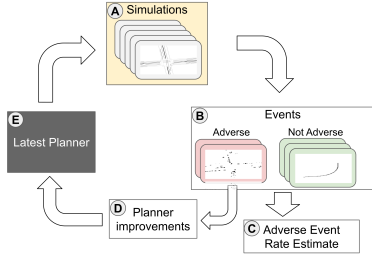 A Simulations
B Events
Adverse
Not Adverse
E
Latest Planner
D Planner
improvements
C Adverse Event
Rate Estimate